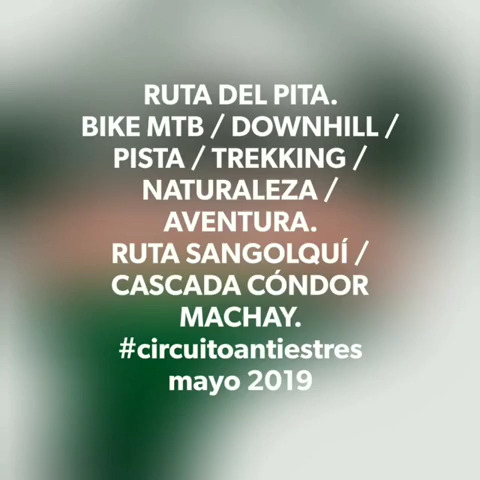 RUTA DEL PITA.
BIKE MTB / DOWNHILL /
PISTA / TREKKING /
NATURALEZA /
AVENTURA.
RUTA SANGOLQUÍ /
CASCADA CÓNDOR
MACHAY.
#circuitoantiestres
mayo 2019